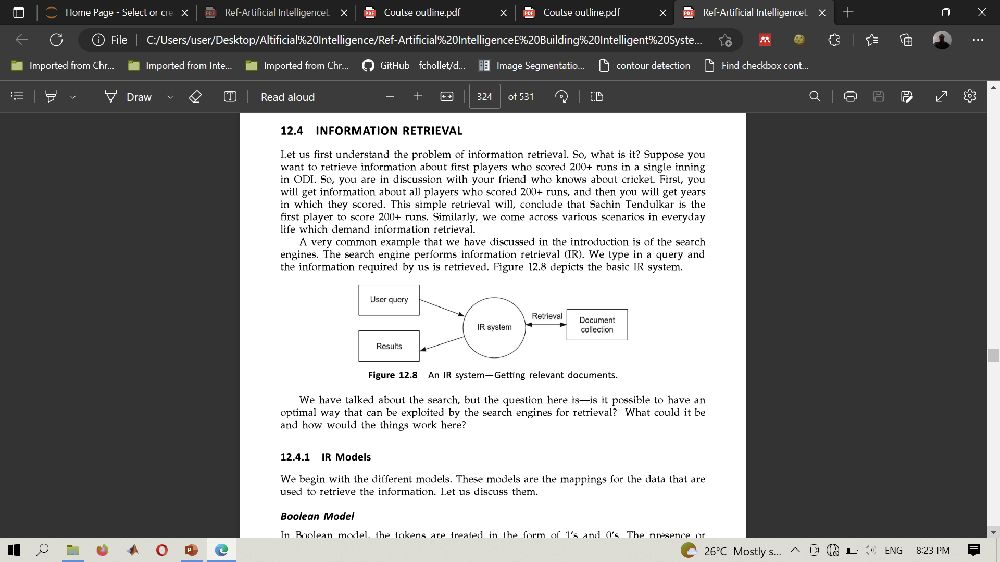 Home Page - Select or cre
Ref-Artificial IntelligenceE
Coutse outline.pdf
Coutse outline.pdf
Ref-Artificial IntelligenceE
File
C:/Users/user/Desktop/Altificial%20Intelligence/Ref-Artificial%20IntelligenceE%20Building%20Intelligent%20Syste...
Imported from Chr...
Imported from Inte...
Imported from Chr...
GitHub - fchollet/d...
Image Segmentatio...
contour detection
Find checkbox cont...
Draw
Read aloud
324
of 531
12.4 INFORMATION RETRIEVAL
Let us first understand the problem of information retrieval. So, what is it? Suppose you
want to retrieve information about first players who scored 200+ runs in a single inning
in ODI. So, you are in discussion with your friend who knows about cricket. First, you
will get information about all players who scored 200+ runs, and then you will get years
in which they scored. This simple retrieval will, conclude that Sachin Tendulkar is the
first player to score 200+ runs. Similarly, we come across various scenarios in everyday
life which demand information retrieval.
A very common example that we have discussed in the introduction is of the search
engines. The search engine performs information retrieval (IR). We type in a query and
the information required by us is retrieved. Figure 12.8 depicts the basic IR system.
User query
Results
IR system
Retrieval
Document
collection
Figure 12.8 An IR system—Getting relevant documents.
We have talked about the search, but the question here is—is it possible to have an
optimal way that can be exploited by the search engines for retrieval? What could it be
and how would the things work here?
12.4.1 IR Models
We begin with the different models. These models are the mappings for the data that are
used to retrieve the information. Let us discuss them.
Boolean Model
In Boolean model, the tokens are treated in the form of 1's and 0's. The presence or
26°C Mostly s...
ENG
8:23 PM